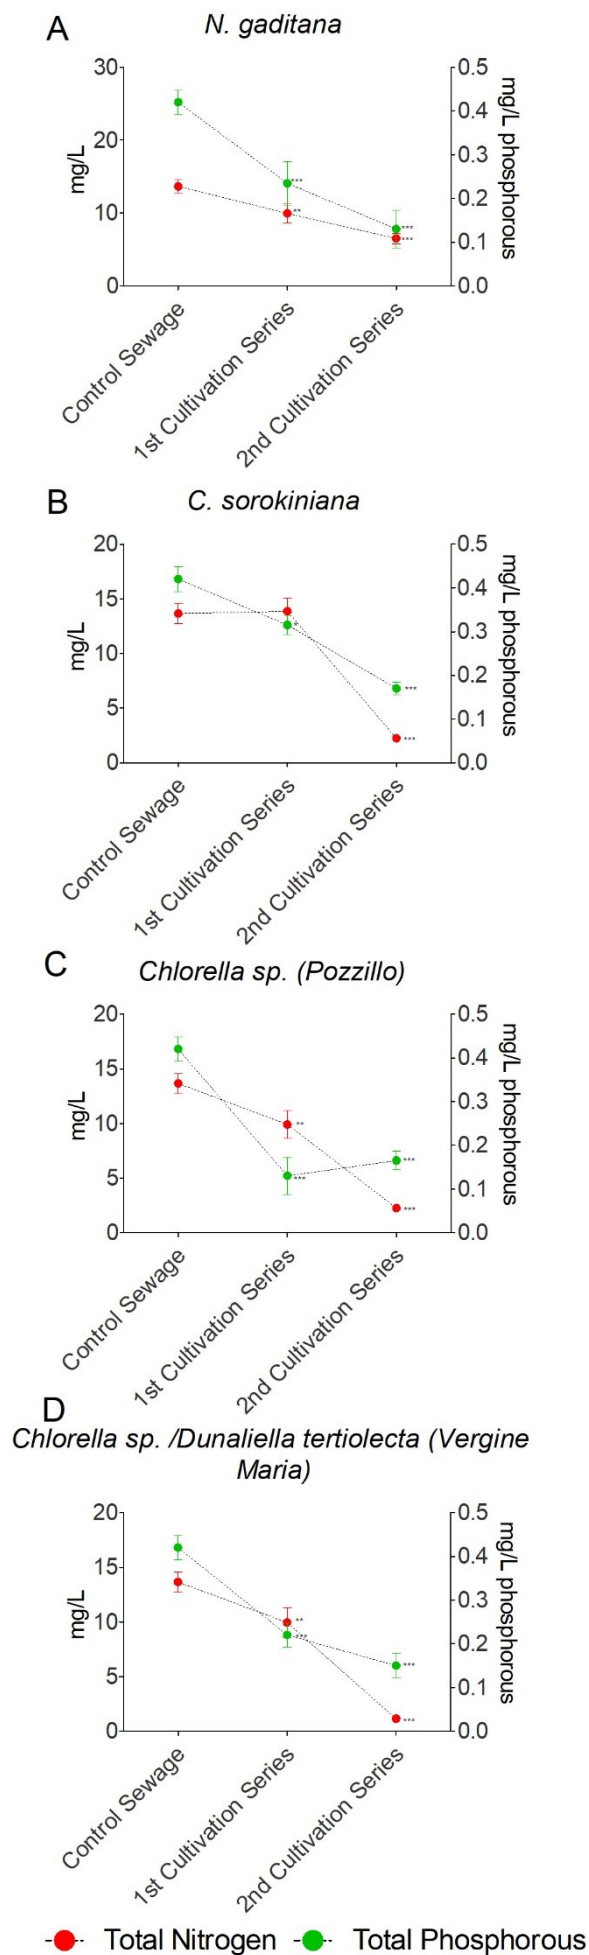 A
N. gaditana
30
20
10
0
mg/L
0.5
0.4
0.3
0.2
0.1
0.0
mg/L phosphorous
***
**
***
***
Control Sewage
1st Cultivation Series
2nd Cultivation Series
B
C. sorokiniana
20
15
10
5
0
mg/L
0.5
0.4
0.3
0.2
0.1
0.0
mg/L phosphorous
*
***
***
Control Sewage
1st Cultivation Series
2nd Cultivation Series
C
Chlorella sp. (Pozzillo)
20
15
10
5
0
mg/L
0.5
0.4
0.3
0.2
0.1
0.0
mg/L phosphorous
**
***
***
***
Control Sewage
1st Cultivation Series
2nd Cultivation Series
D
Chlorella sp. /Dunaliella tertiolecta (Vergine
Maria)
20
15
10
5
0
mg/L
0.5
0.4
0.3
0.2
0.1
0.0
mg/L phosphorous
**
***
***
***
Control Sewage
1st Cultivation Series
2nd Cultivation Series
Total Nitrogen Total Phosphorous